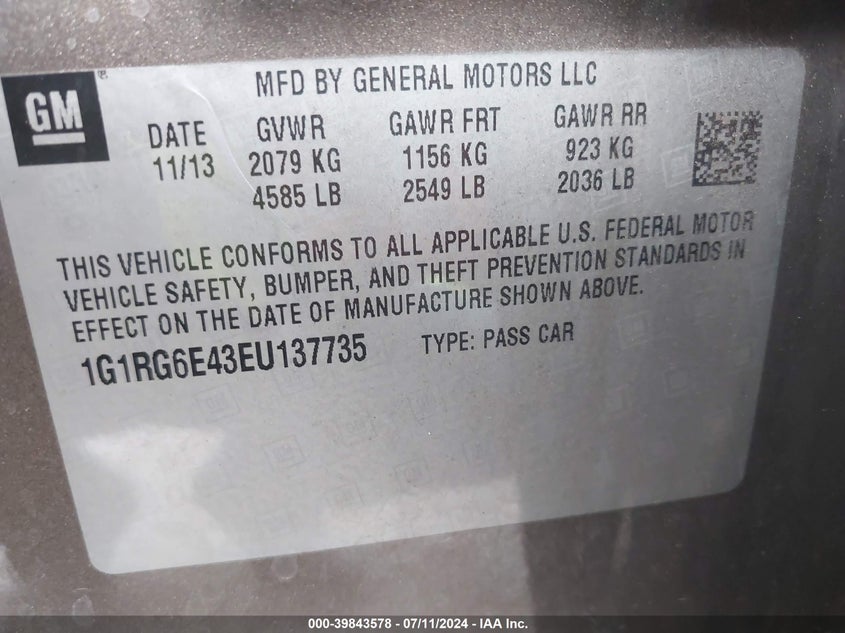 GM
MFD BY GENERAL MOTORS LLC
DATE GVWR GAWR FRT GAWR RR
11/13 2079 KG 1156 KG 923 KG
4585 LB 2549 LB 2036 LB
THIS VEHICLE CONFORMS TO ALL APPLICABLE U.S. FEDERAL MOTOR
VEHICLE SAFETY, BUMPER, AND THEFT PREVENTION STANDARDS IN
EFFECT ON THE DATE OF MANUFACTURE SHOWN ABOVE.
1G1RG6E43EU137735 TYPE: PASS CAR
000-39843578 - 07/11/2024 - IAA Inc.